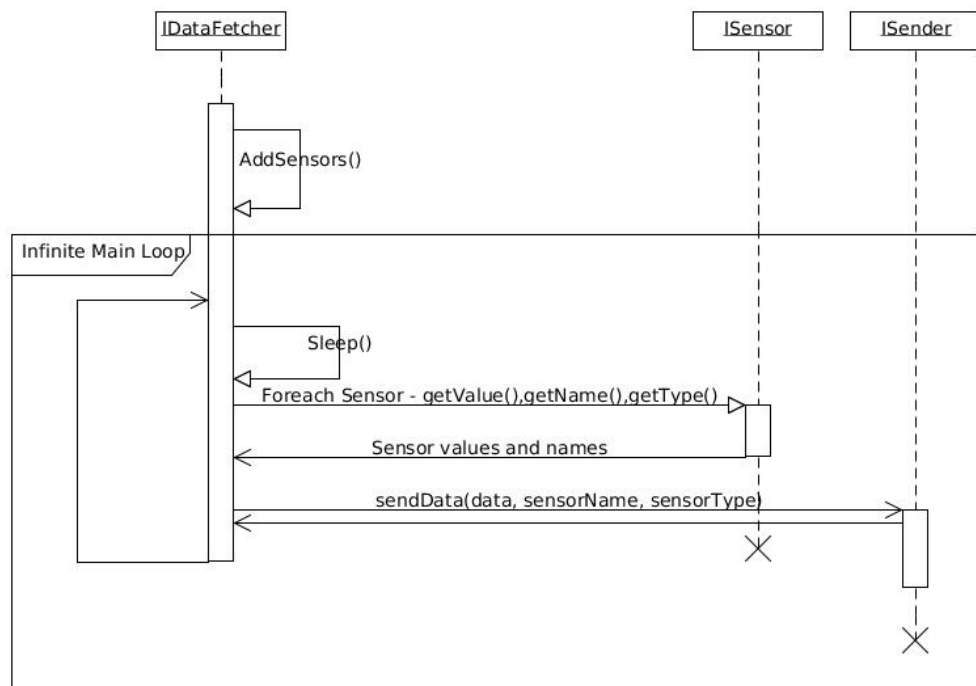 IDataFetcher
ISensor
ISender
AddSensors()
Infinite Main Loop
Sleep()
Foreach Sensor - getValue(),getName(),getType()
Sensor values and names
sendData(data, sensorName, sensorType)